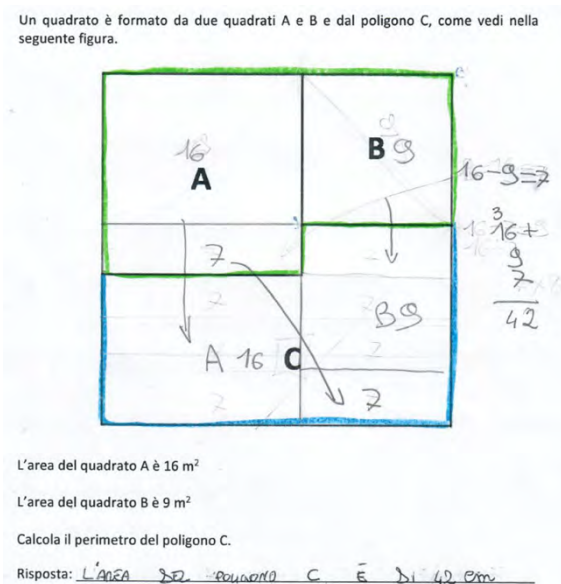 Un quadrato è formato da due quadrati A e B e dal poligono C, come vedi nella
seguente figura.
16
A
B 9
16-9=7
3
16+
9
7
42
7
B9
A 16 C
7
L'area del quadrato A è 16 m²
L'area del quadrato B è 9 m²
Calcola il perimetro del poligono C.
Risposta: L'AREA DEL POLIGONO C È DI 42 cm